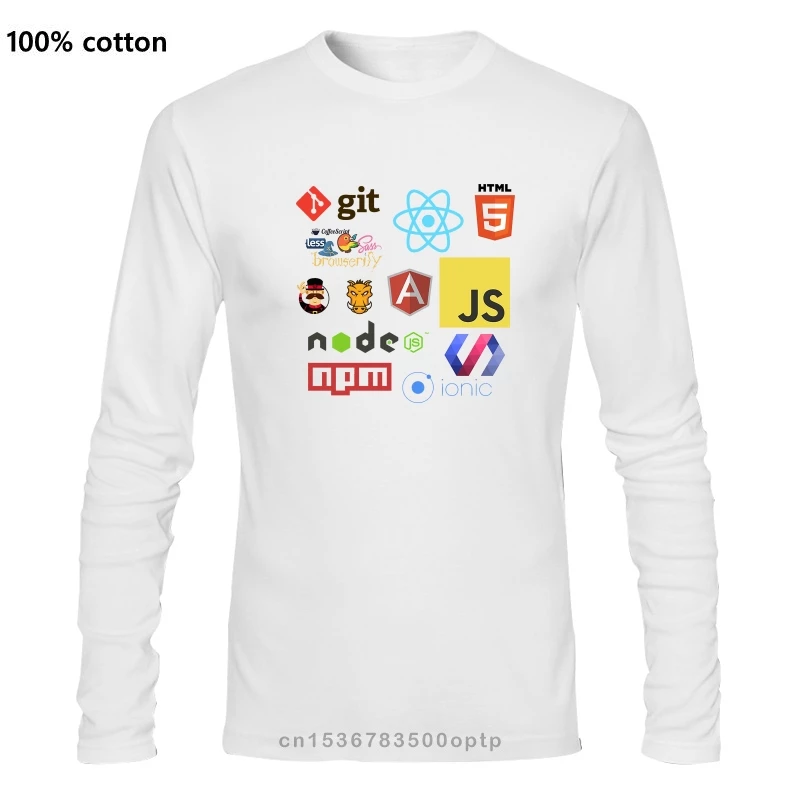 100% cotton
git
HTML
5
CoffeeScript
less
Sass
browserify
A
JS
node JS
npm
ionic
cn1536783500optp